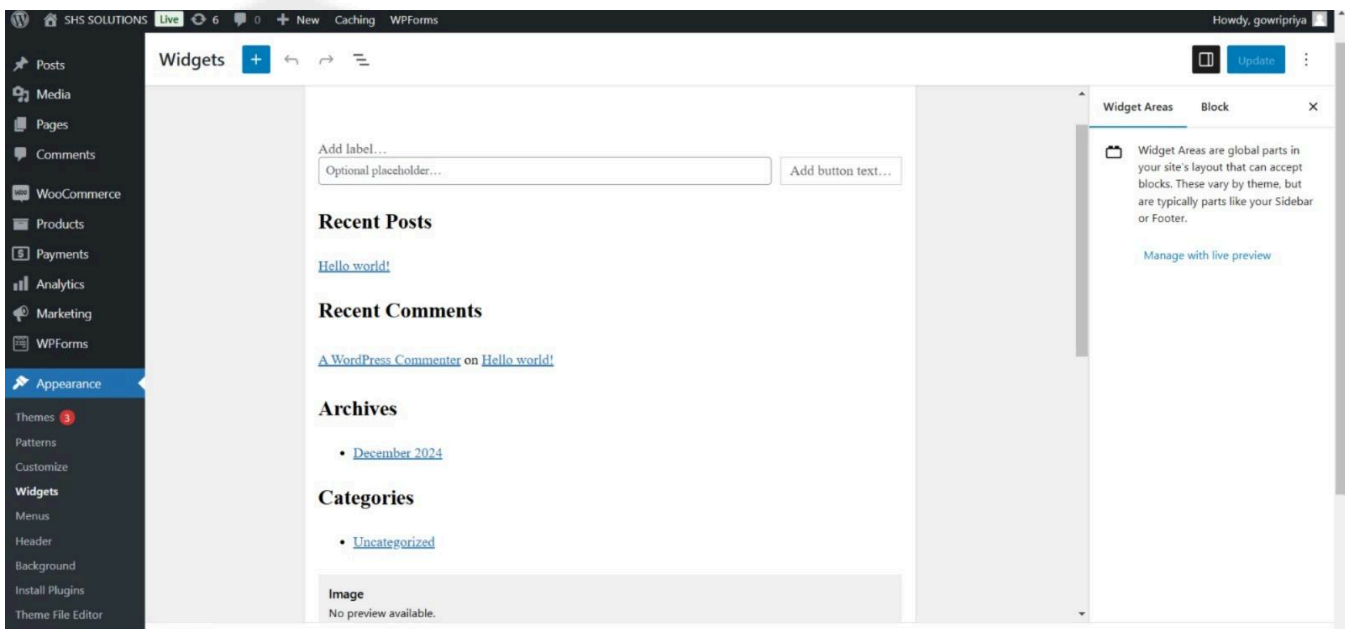 SHS SOLUTIONS Live 6 0 New Caching WPForms Howdy, gowripriya
Posts
Media
Pages
Comments
WooCommerce
Products
Payments
Analytics
Marketing
WPForms
Appearance
Themes 3
Patterns
Customize
Widgets
Menus
Header
Background
Install Plugins
Theme File Editor
Widgets
Update
Add label…
Optional placeholder… Add button text…
Recent Posts
Hello world!
Recent Comments
A WordPress Commenter on Hello world!
Archives
• December 2024
Categories
• Uncategorized
Image
No preview available.
Widget Areas Block
Widget Areas are global parts in
your site's layout that can accept
blocks. These vary by theme, but
are typically parts like your Sidebar
or Footer.
Manage with live preview